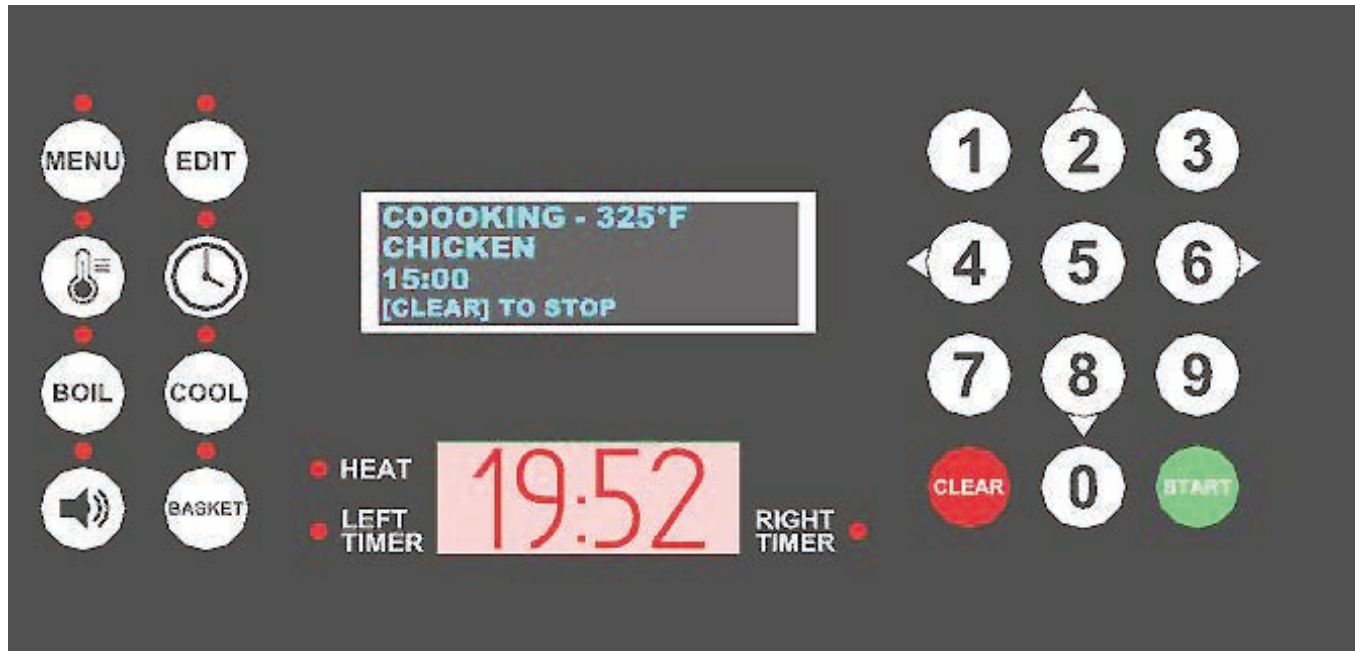 MENU EDIT
BOIL COOL
BASKET
COOOKING - 325°F
CHICKEN
15:00
[CLEAR] TO STOP
HEAT
LEFT
TIMER
19:52
RIGHT
TIMER
1 2 3
4 5 6
7 8 9
CLEAR 0 START